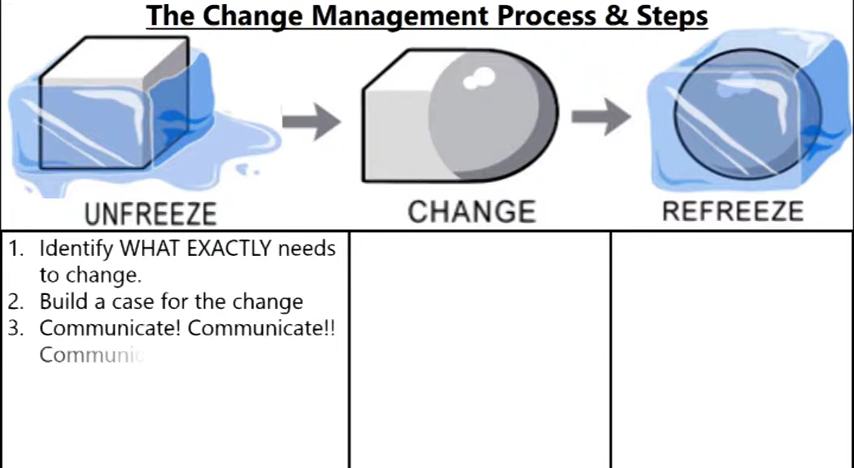 The Change Management Process & Steps
UNFREEZE
CHANGE
REFREEZE
1. Identify WHAT EXACTLY needs
to change.
2. Build a case for the change
3. Communicate! Communicate!!
Communic